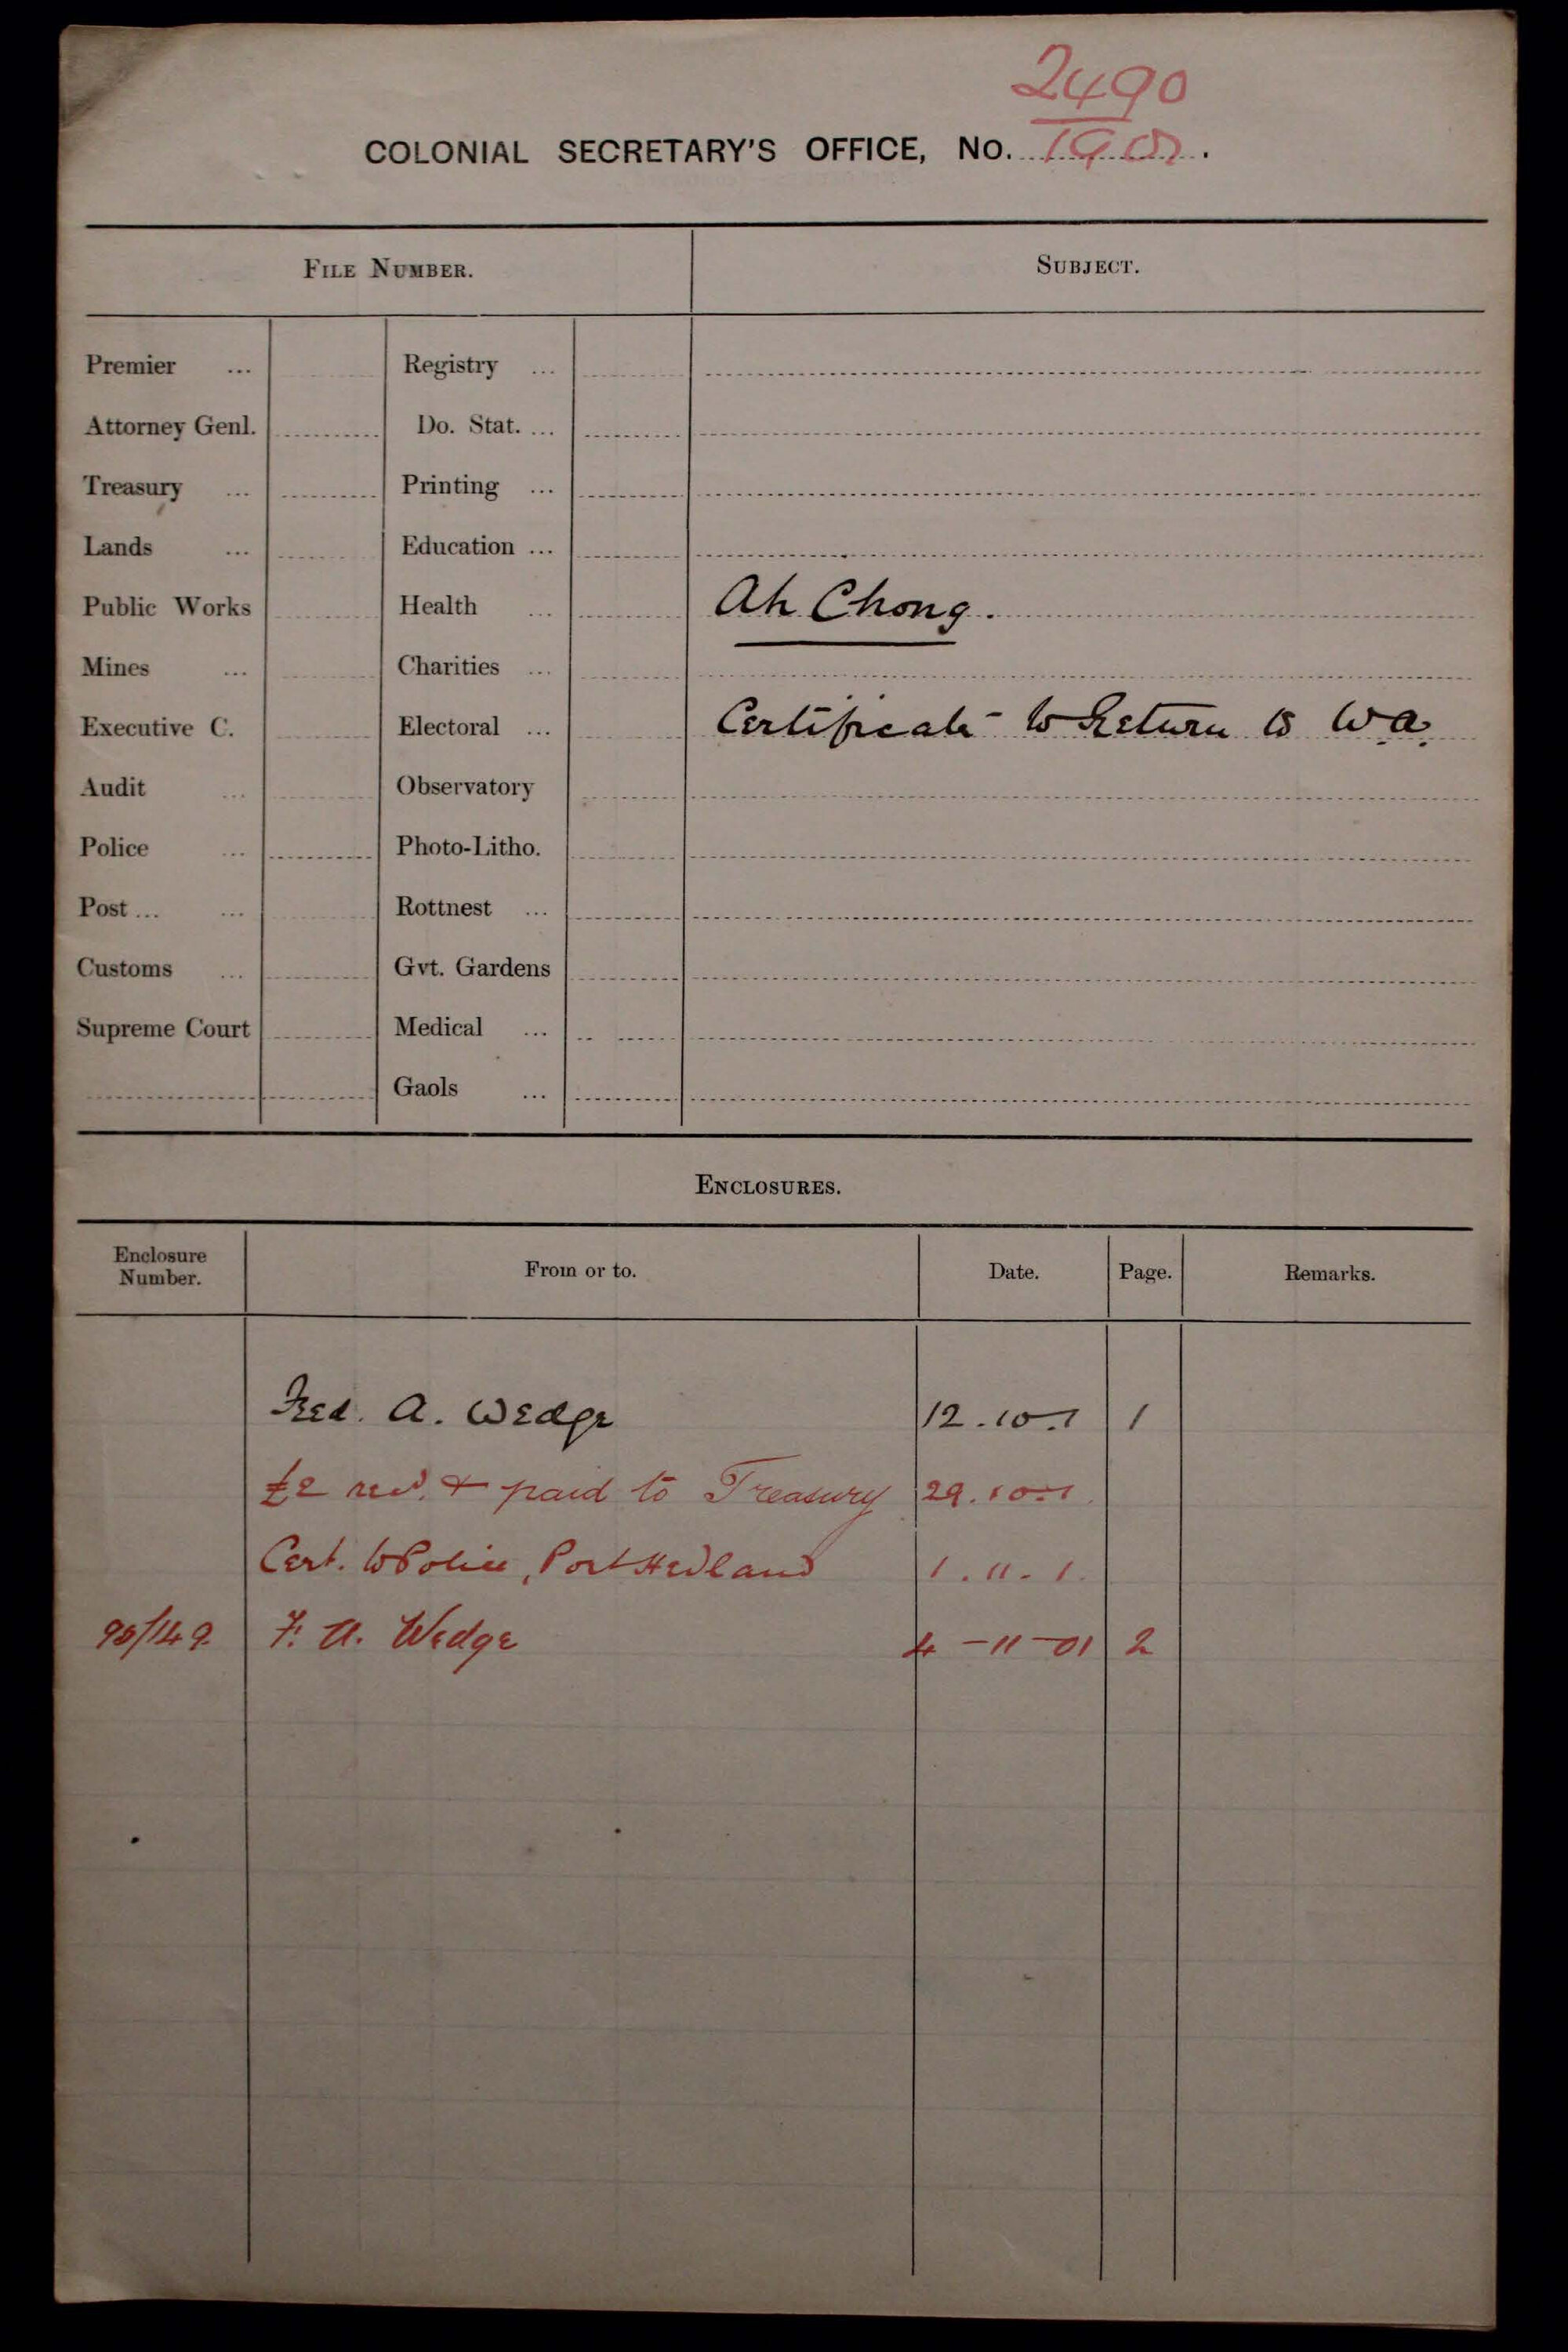 2490
COLONIAL SECRETARY'S OFFICE, NO. 1901.
FILE NUMBER. SUBJECT.
Premier ... Registry ...
Attorney Genl. Do. Stat. ...
Treasury ... Printing ...
Lands ... Education ...
Public Works Health ... Ah Chong.
Mines ... Charities ...
Executive C. Electoral ... Certificate to Return to W.A.
Audit ... Observatory
Police ... Photo-Litho.
Post ... ... Rottnest ...
Customs ... Gvt. Gardens
Supreme Court Medical ...
Gaols ...
ENCLOSURES.
Enclosure Number. From or to. Date. Page. Remarks.
Fred. A. Wedge 12.10.1 1
£2 recd. & paid to Treasury 29.10.1
Cert. to Police, Port Hedland 1.11.1.
F. A. Wedge 4-11-01 2